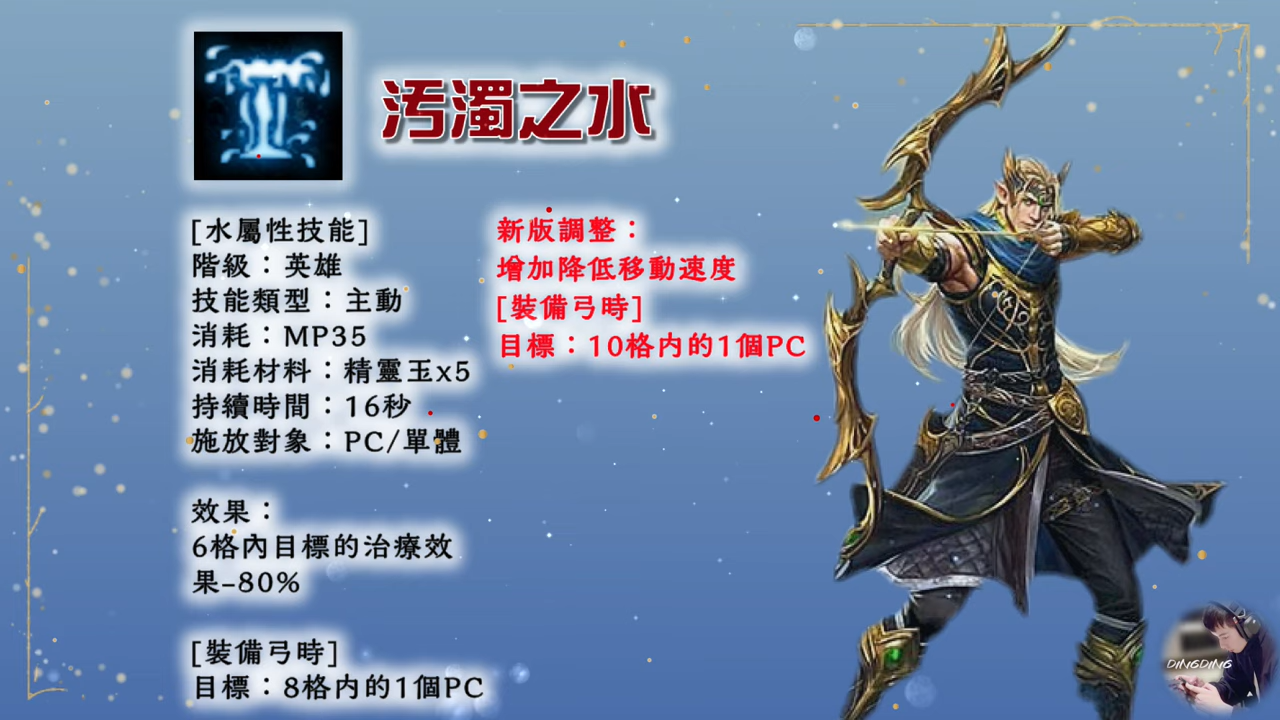 汚濁之水
[水屬性技能]
階級：英雄
技能類型：主動
消耗：MP35
消耗材料：精靈玉x5
持續時間：16秒
施放對象：PC/單體
效果：
6格內目標的治療效
果-80%
[裝備弓時]
目標：8格内的1個PC
新版調整：
增加降低移動速度
[裝備弓時]
目標：10格内的1個PC
DINGDING